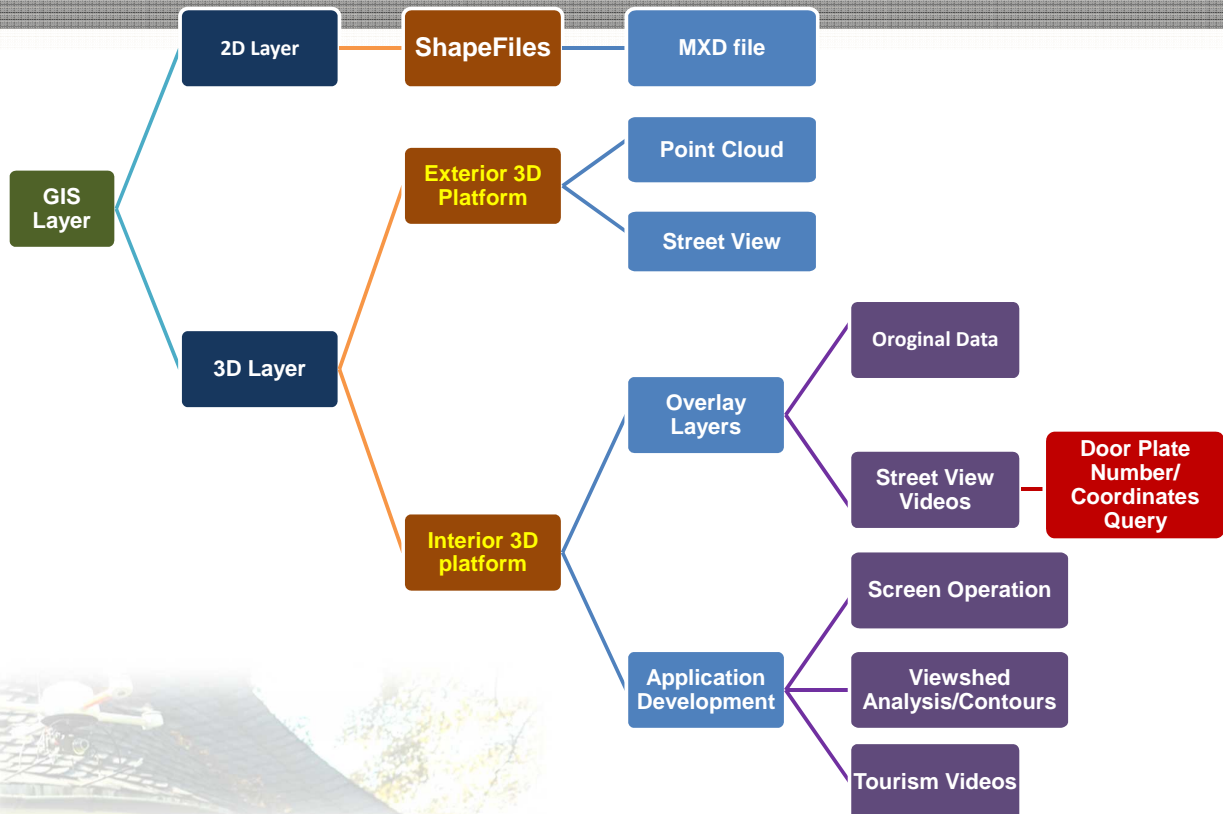 2D Layer
ShapeFiles
MXD file
GIS
Layer
Exterior 3D
Platform
Point Cloud
Street View
3D Layer
Interior 3D
platform
Overlay
Layers
Oroginal Data
Street View
Videos
Door Plate
Number/
Coordinates
Query
Application
Development
Screen Operation
Viewshed
Analysis/Contours
Tourism Videos